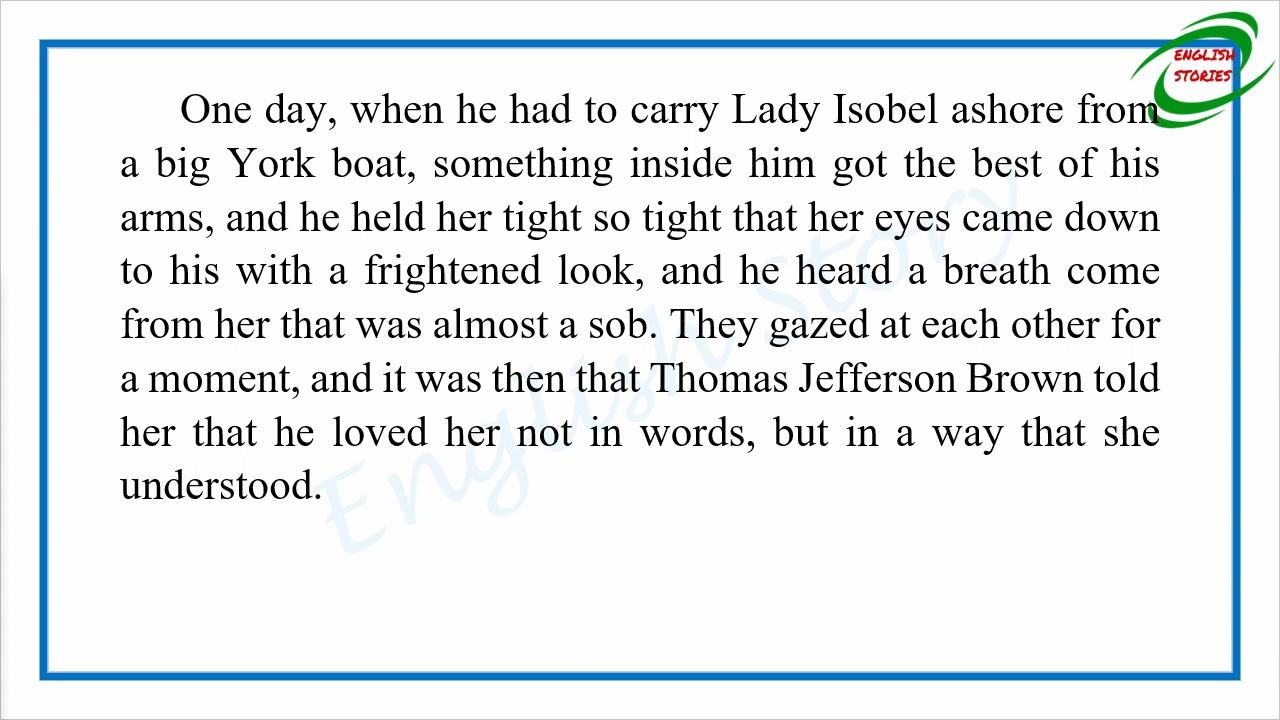 ENGLISH
STORIES
One day, when he had to carry Lady Isobel ashore from
a big York boat, something inside him got the best of his
arms, and he held her tight so tight that her eyes came down
to his with a frightened look, and he heard a breath come
from her that was almost a sob. They gazed at each other for
a moment, and it was then that Thomas Jefferson Brown told
her that he loved her not in words, but in a way that she
understood.
English Story